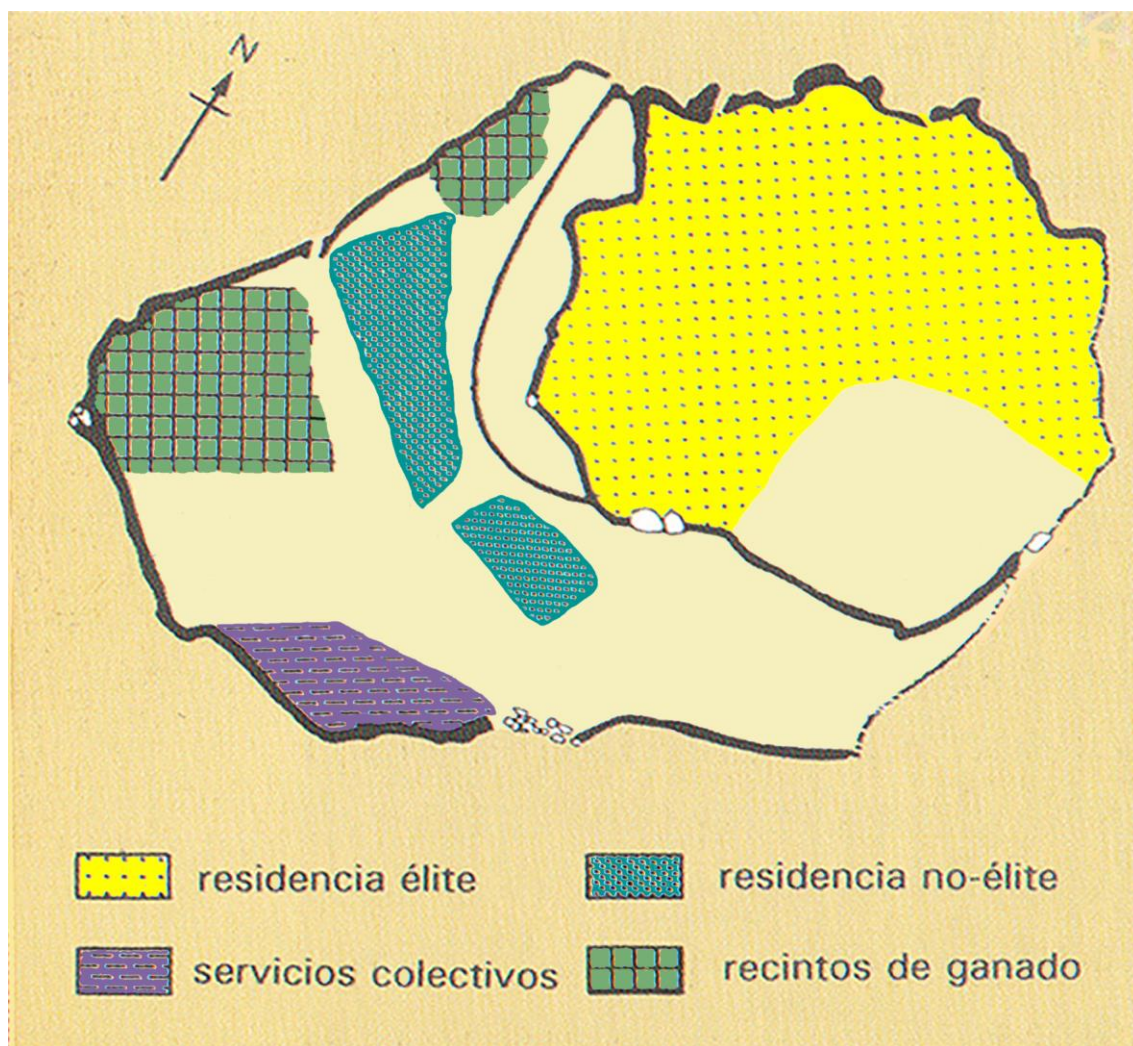 N
residencia élite
residencia no-élite
servicios colectivos
recintos de ganado